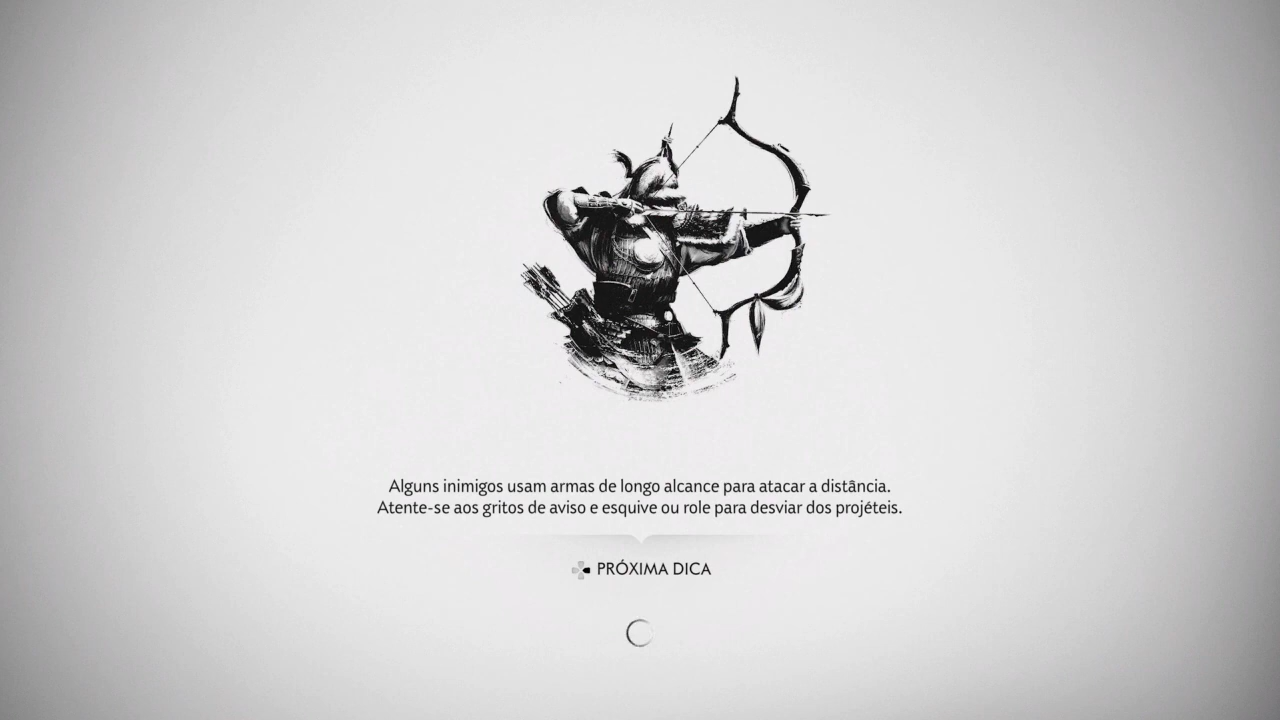 Alguns inimigos usam armas de longo alcance para atacar a distância.
Atente-se aos gritos de aviso e esquive ou role para desviar dos projéteis.
PRÓXIMA DICA